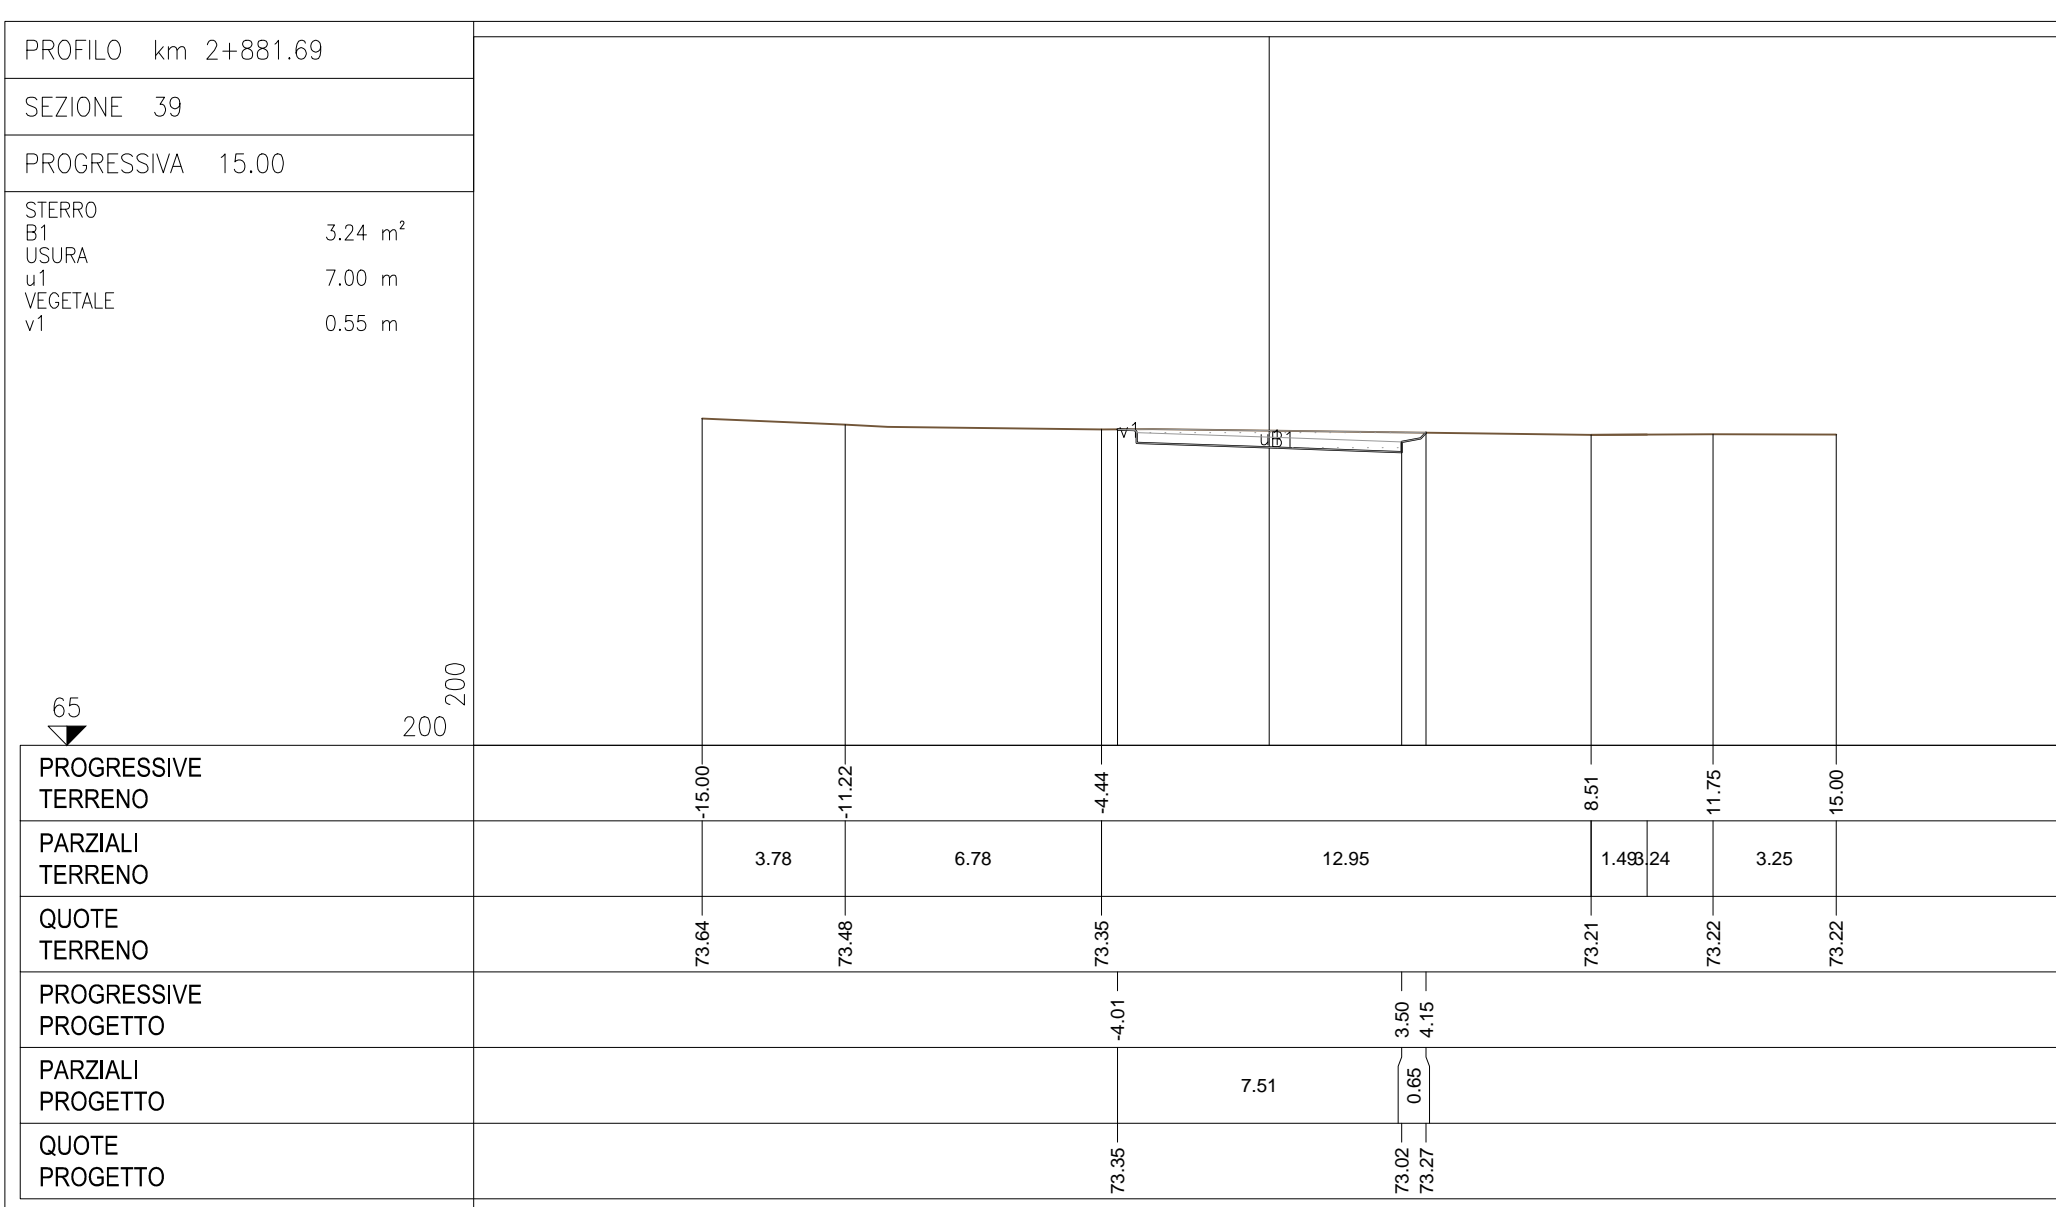 PROFILO km 2+881.69
SEZIONE 39
PROGRESSIVA 15.00
STERRO
B1 3.24 m²
USURA
u1 7.00 m
VEGETALE
v1 0.55 m
v1
u1
B1
65
200
200
PROGRESSIVE
TERRENO
-15.00 -11.22 -4.44 8.51 11.75 15.00
PARZIALI
TERRENO
3.78 6.78 12.95 1.49 3.24 3.25
QUOTE
TERRENO
73.64 73.48 73.35 73.21 73.22 73.22
PROGRESSIVE
PROGETTO
-4.01 3.50 4.15
PARZIALI
PROGETTO
7.51 0.65
QUOTE
PROGETTO
73.35 73.02 73.27